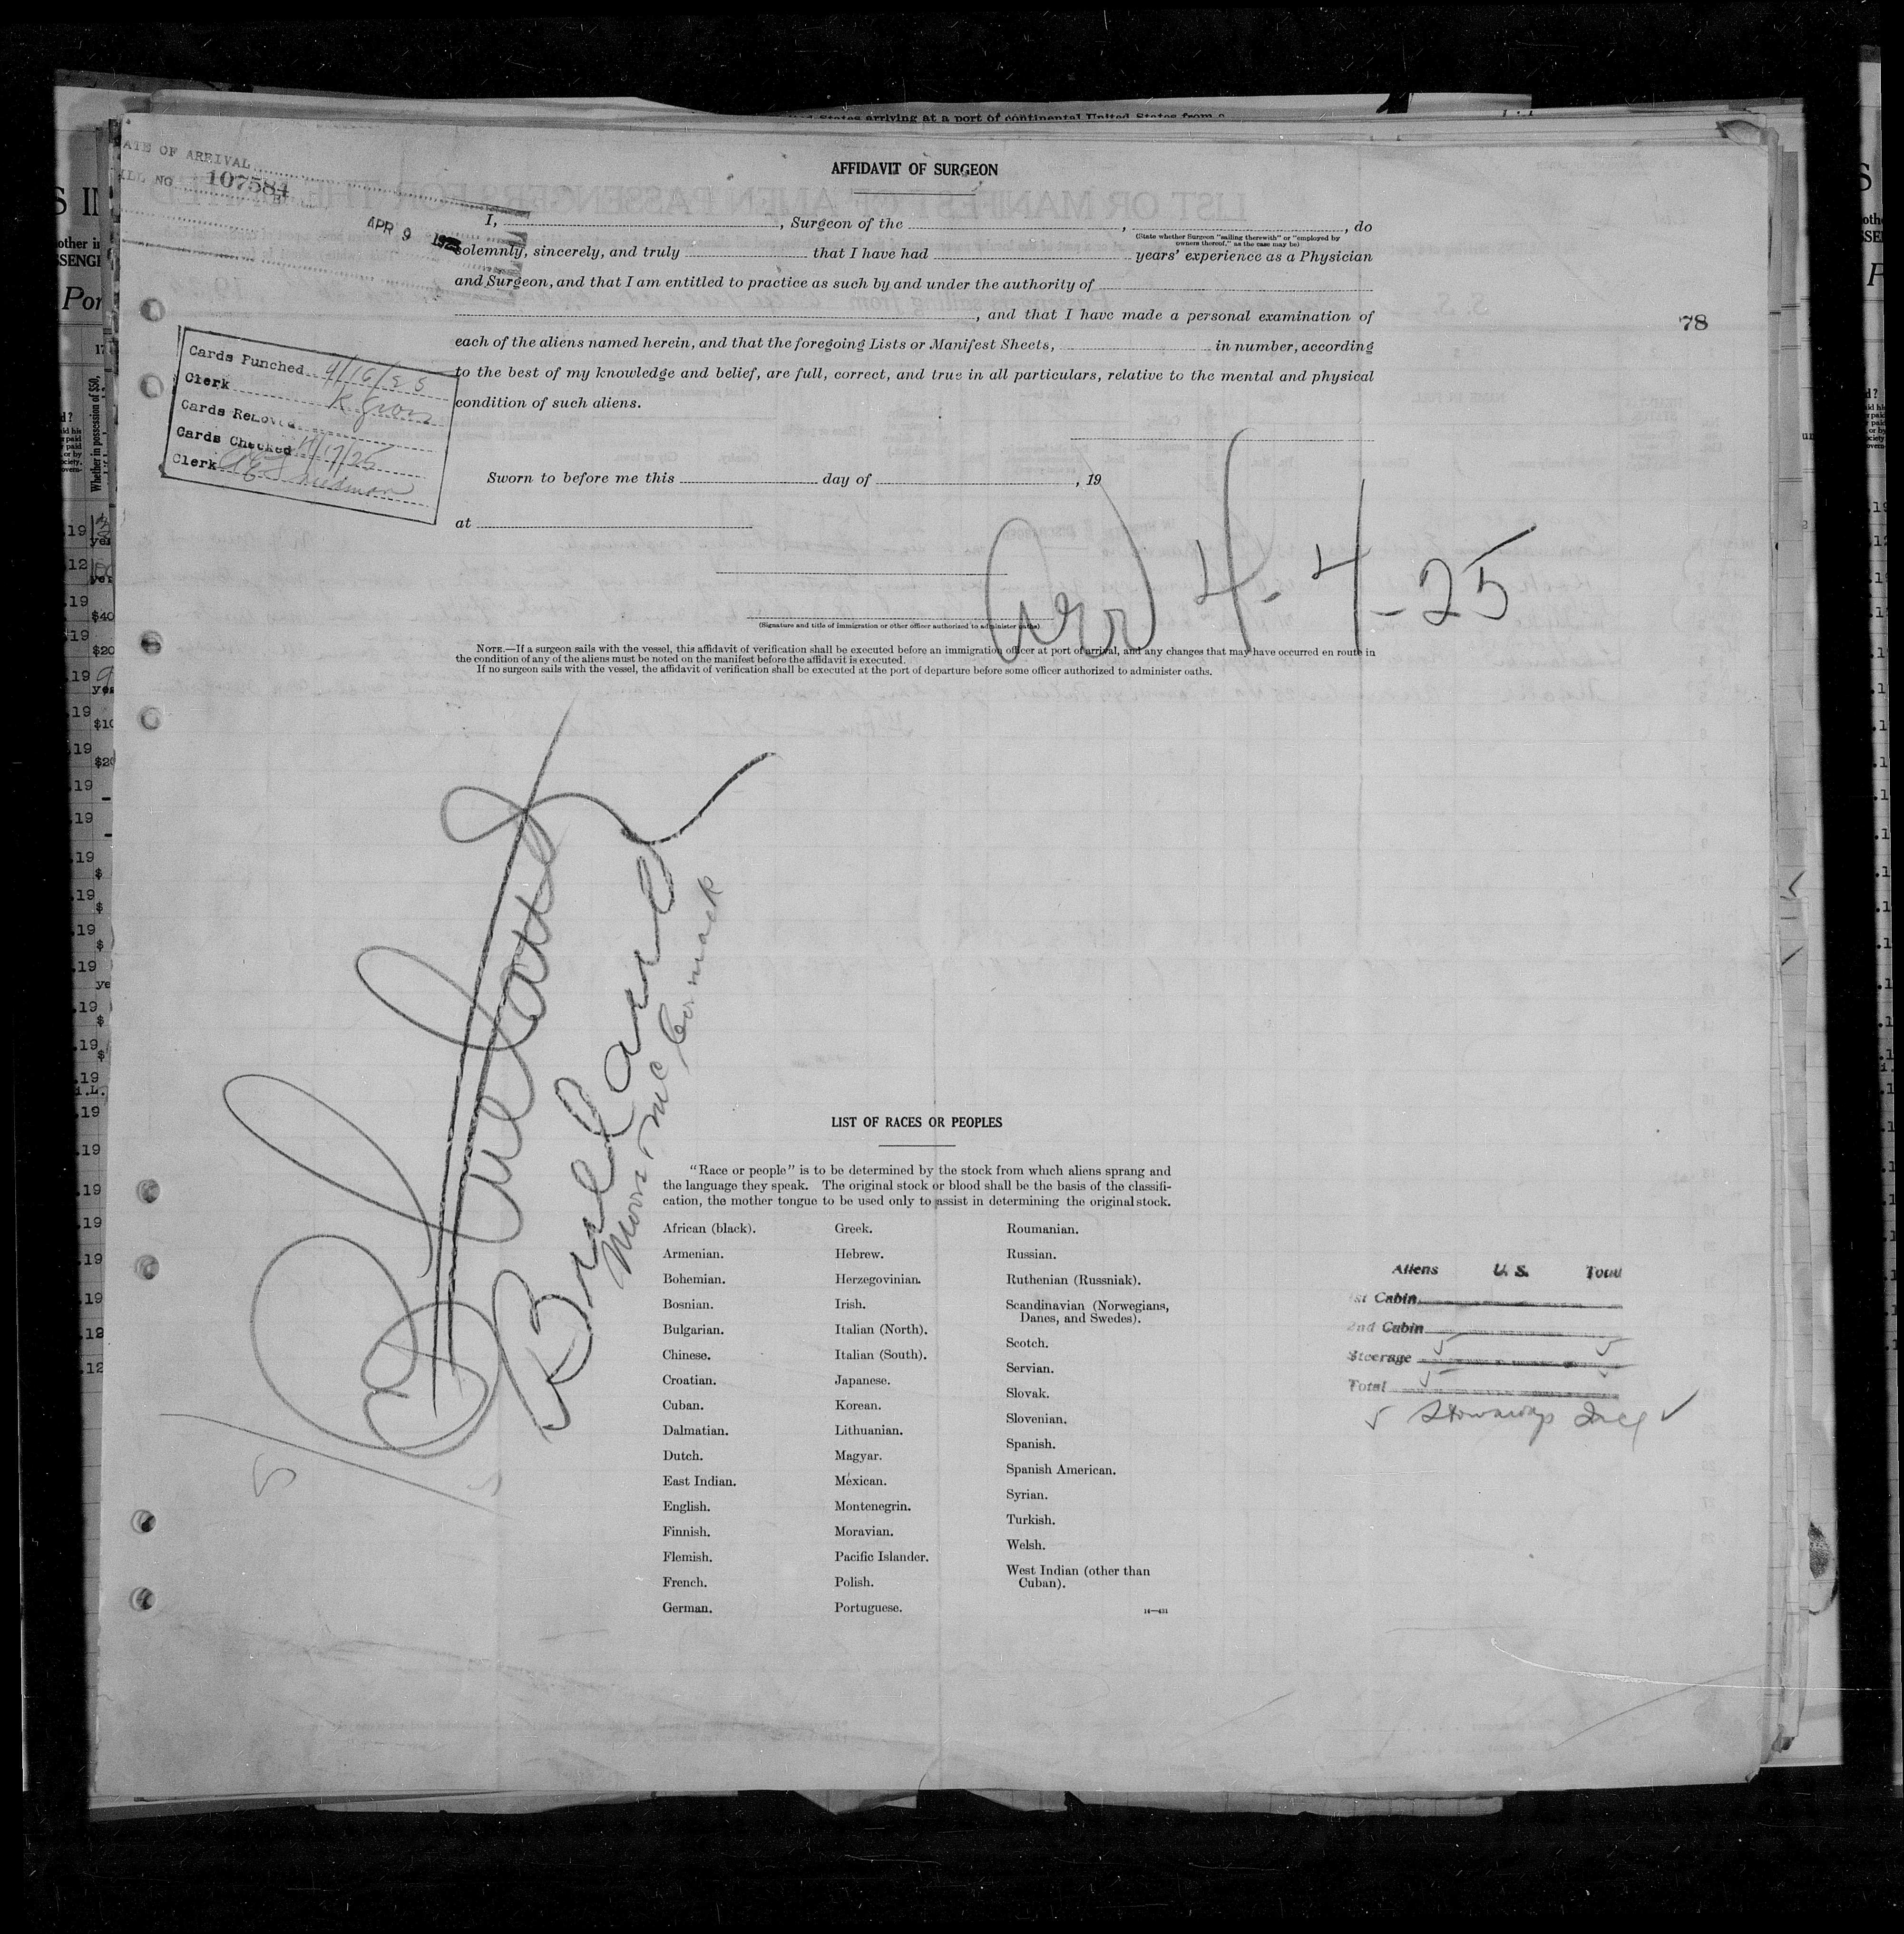 DATE OF ARRIVAL
NO. 107584
APR 9
AFFIDAVIT OF SURGEON
I, , Surgeon of the , , do
(State whether Surgeon "sailing therewith" or "employed by
owners thereof," as the case may be)
solemnly, sincerely, and truly that I have had years' experience as a Physician
and Surgeon, and that I am entitled to practice as such by and under the authority of
, and that I have made a personal examination of
78
each of the aliens named herein, and that the foregoing Lists or Manifest Sheets, in number, according
to the best of my knowledge and belief, are full, correct, and true in all particulars, relative to the mental and physical
condition of such aliens.
Cards Punched 4/16/25
Clerk
Cards Removed
Cards Checked 4/17/25
Clerk
Sworn to before me this day of , 19
at
Arr 4-4-25
(Signature and title of immigration or other officer authorized to administer oaths)
NOTE.—If a surgeon sails with the vessel, this affidavit of verification shall be executed before an immigration officer at port of arrival, and any changes that may have occurred en route in
the condition of any of the aliens must be noted on the manifest before the affidavit is executed.
If no surgeon sails with the vessel, the affidavit of verification shall be executed at the port of departure before some officer authorized to administer oaths.
Moore, McCormack
LIST OF RACES OR PEOPLES
"Race or people" is to be determined by the stock from which aliens sprang and
the language they speak. The original stock or blood shall be the basis of the classifi-
cation, the mother tongue to be used only to assist in determining the original stock.
African (black).
Armenian.
Bohemian.
Bosnian.
Bulgarian.
Chinese.
Croatian.
Cuban.
Dalmatian.
Dutch.
East Indian.
English.
Finnish.
Flemish.
French.
German.
Greek.
Hebrew.
Herzegovinian.
Irish.
Italian (North).
Italian (South).
Japanese.
Korean.
Lithuanian.
Magyar.
Mexican.
Montenegrin.
Moravian.
Pacific Islander.
Polish.
Portuguese.
Roumanian.
Russian.
Ruthenian (Russniak).
Scandinavian (Norwegians,
Danes, and Swedes).
Scotch.
Servian.
Slovak.
Slovenian.
Spanish.
Spanish American.
Syrian.
Turkish.
Welsh.
West Indian (other than
Cuban).
14—431
Aliens U. S. Total
1st Cabin
2nd Cabin
Steerage 5 5
Total 5 5
5 Stowaways